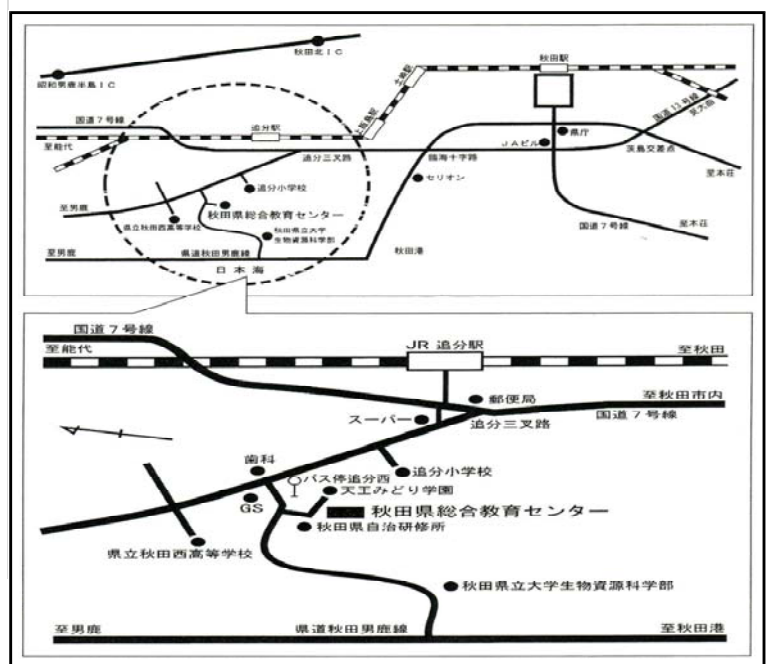 秋田北IC
昭和男鹿半島IC
秋田駅
土崎駅
上飯島駅
国道7号線
追分駅
国道13号線
至大曲
至能代
追分三叉路
臨海十字路
JAビル
県庁
茨島交差点
セリオン
追分小学校
至本荘
至男鹿
秋田県総合教育センター
県立秋田西高等学校
秋田県立大学
生物資源科学部
国道7号線
至本荘
至男鹿
県道秋田男鹿線
秋田港
日本海
国道7号線
至能代
JR 追分駅
至秋田
郵便局
至秋田市内
スーパー
追分三叉路
国道7号線
歯科
バス停追分西
追分小学校
天王みどり学園
GS
秋田県総合教育センター
秋田県自治研修所
県立秋田西高等学校
秋田県立大学生物資源科学部
至男鹿
県道秋田男鹿線
至秋田港